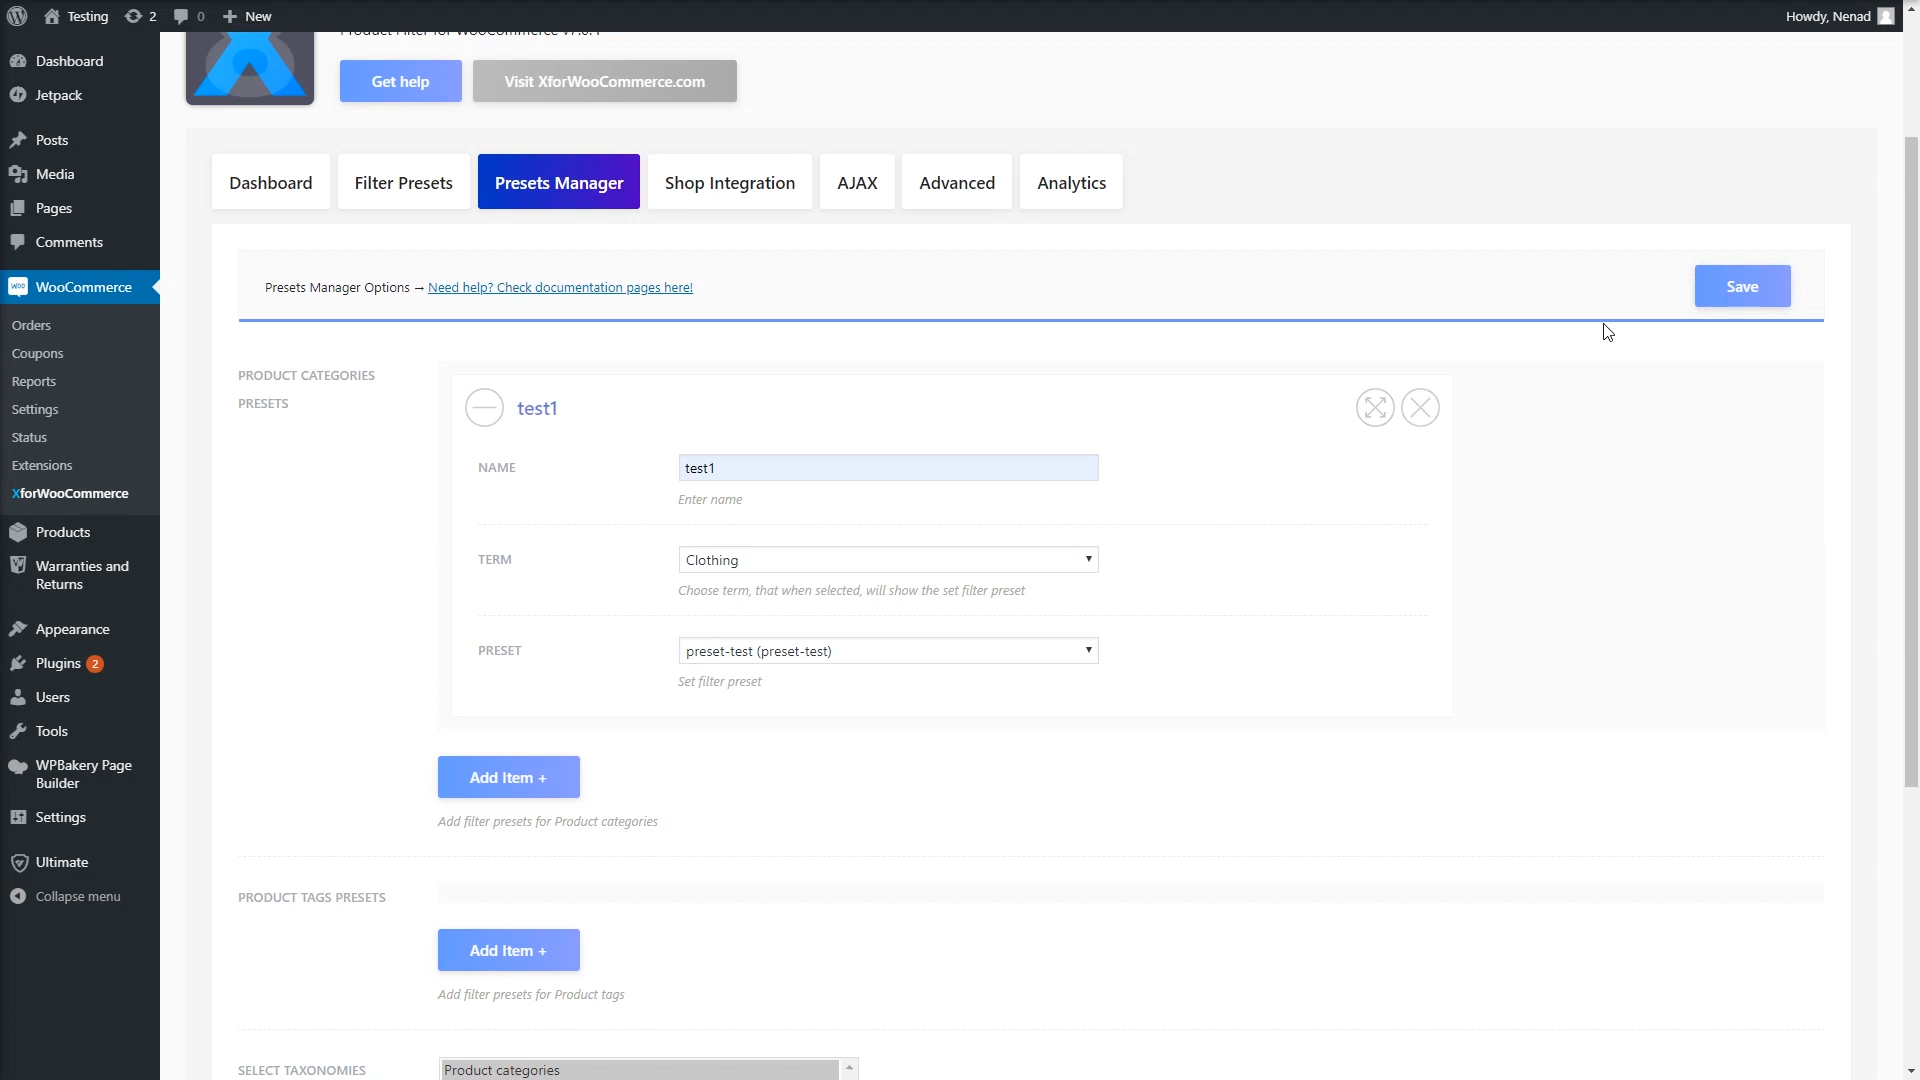 Testing
2
0
New
Howdy, Nenad
Dashboard
Jetpack
Posts
Media
Pages
Comments
WooCommerce
Orders
Coupons
Reports
Settings
Status
Extensions
XforWooCommerce
Products
Warranties and
Returns
Appearance
Plugins 2
Users
Tools
WPBakery Page
Builder
Settings
Ultimate
Collapse menu
Product Filter for WooCommerce
Get help
Visit XforWooCommerce.com
Dashboard
Filter Presets
Presets Manager
Shop Integration
AJAX
Advanced
Analytics
Presets Manager Options → Need help? Check documentation pages here!
Save
PRODUCT CATEGORIES
PRESETS
test1
NAME
test1
Enter name
TERM
Clothing
Choose term, that when selected, will show the set filter preset
PRESET
preset-test (preset-test)
Set filter preset
Add Item +
Add filter presets for Product categories
PRODUCT TAGS PRESETS
Add Item +
Add filter presets for Product tags
SELECT TAXONOMIES
Product categories